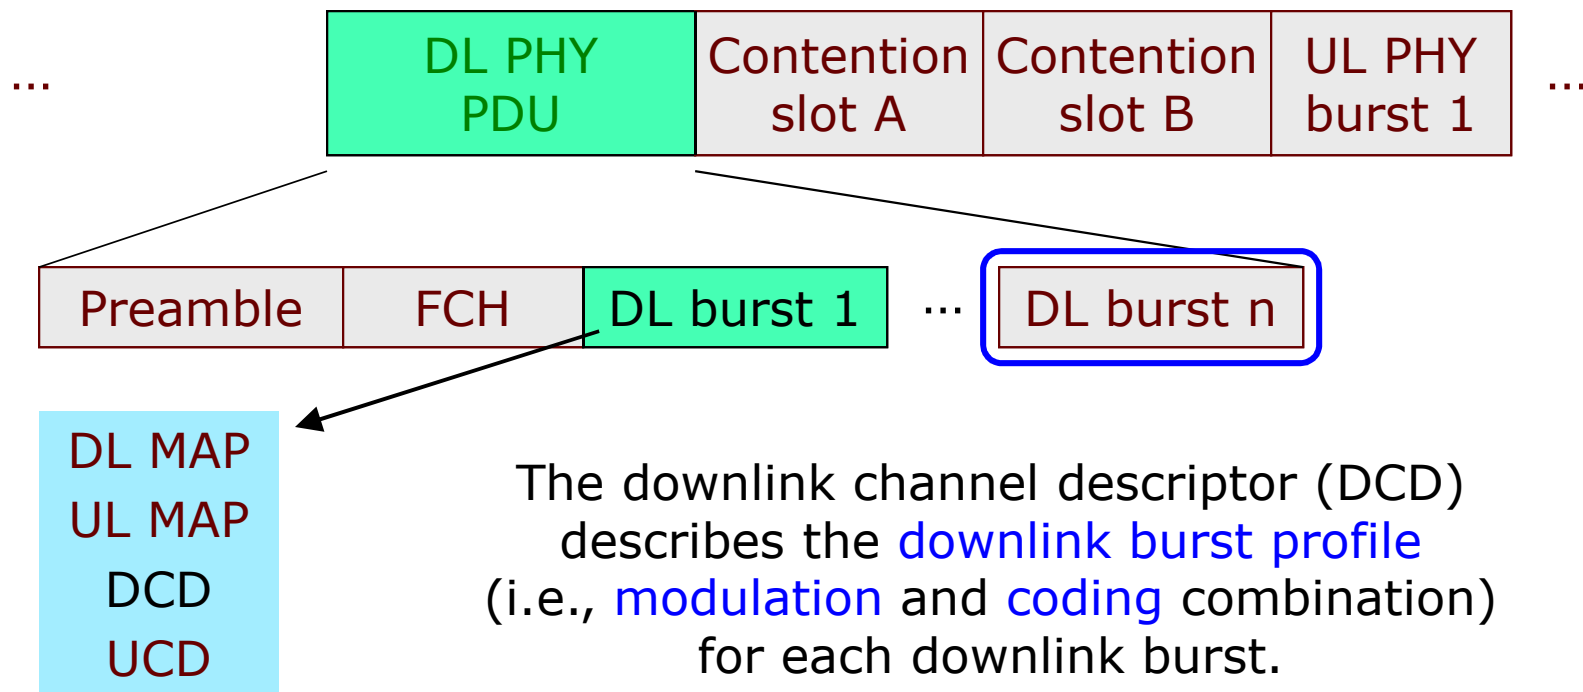 ...
DL PHY
PDU
Contention
slot A
Contention
slot B
UL PHY
burst 1
...
Preamble
FCH
DL burst 1
...
DL burst n
DL MAP
UL MAP
DCD
UCD
The downlink channel descriptor (DCD)
describes the downlink burst profile
(i.e., modulation and coding combination)
for each downlink burst.